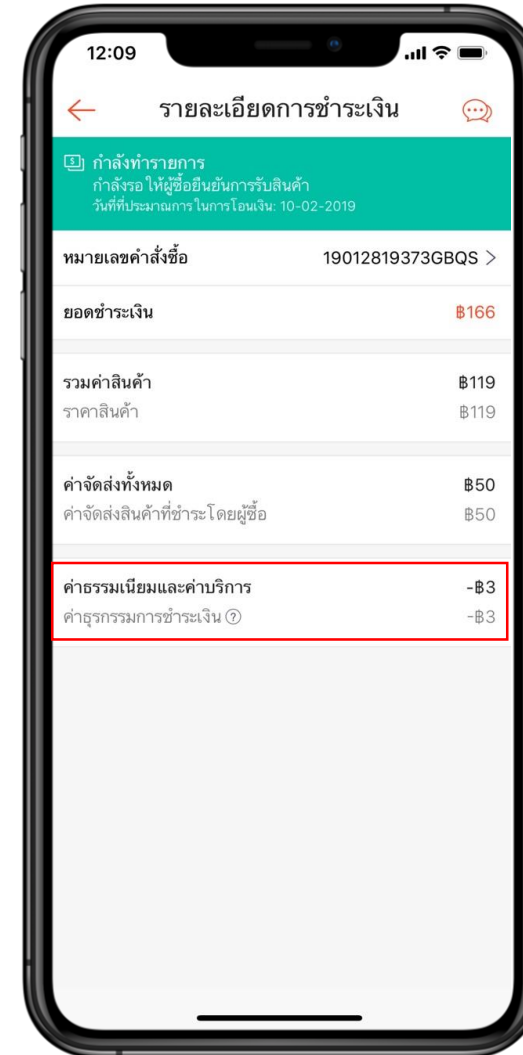 12:09
รายละเอียดการชำระเงิน
กำลังทำรายการ
กำลังรอให้ผู้ซื้อยืนยันการรับสินค้า
วันที่ที่ประมาณการในการโอนเงิน: 10-02-2019
หมายเลขคำสั่งซื้อ 19012819373GBQS >
ยอดชำระเงิน ฿166
รวมค่าสินค้า ฿119
ราคาสินค้า ฿119
ค่าจัดส่งทั้งหมด ฿50
ค่าจัดส่งสินค้าที่ชำระโดยผู้ซื้อ ฿50
ค่าธรรมเนียมและค่าบริการ -฿3
ค่าธุรกรรมการชำระเงิน ? -฿3